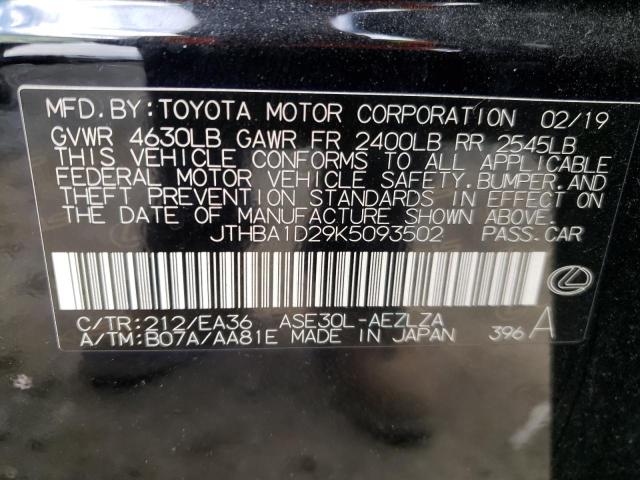 MFD.BY:TOYOTA MOTOR CORPORATION 02/19
GVWR 4630LB GAWR FR 2400LB RR 2545LB
THIS VEHICLE CONFORMS TO ALL APPLICABLE
FEDERAL MOTOR VEHICLE SAFETY,BUMPER,AND
THEFT PREVENTION STANDARDS IN EFFECT ON
THE DATE OF MANUFACTURE SHOWN ABOVE.
JTHBA1D29K5093502 PASS.CAR
C/TR:212/EA36 ASE30L-AEZLZA
A/TM:B07A/AA81E MADE IN JAPAN 396 A